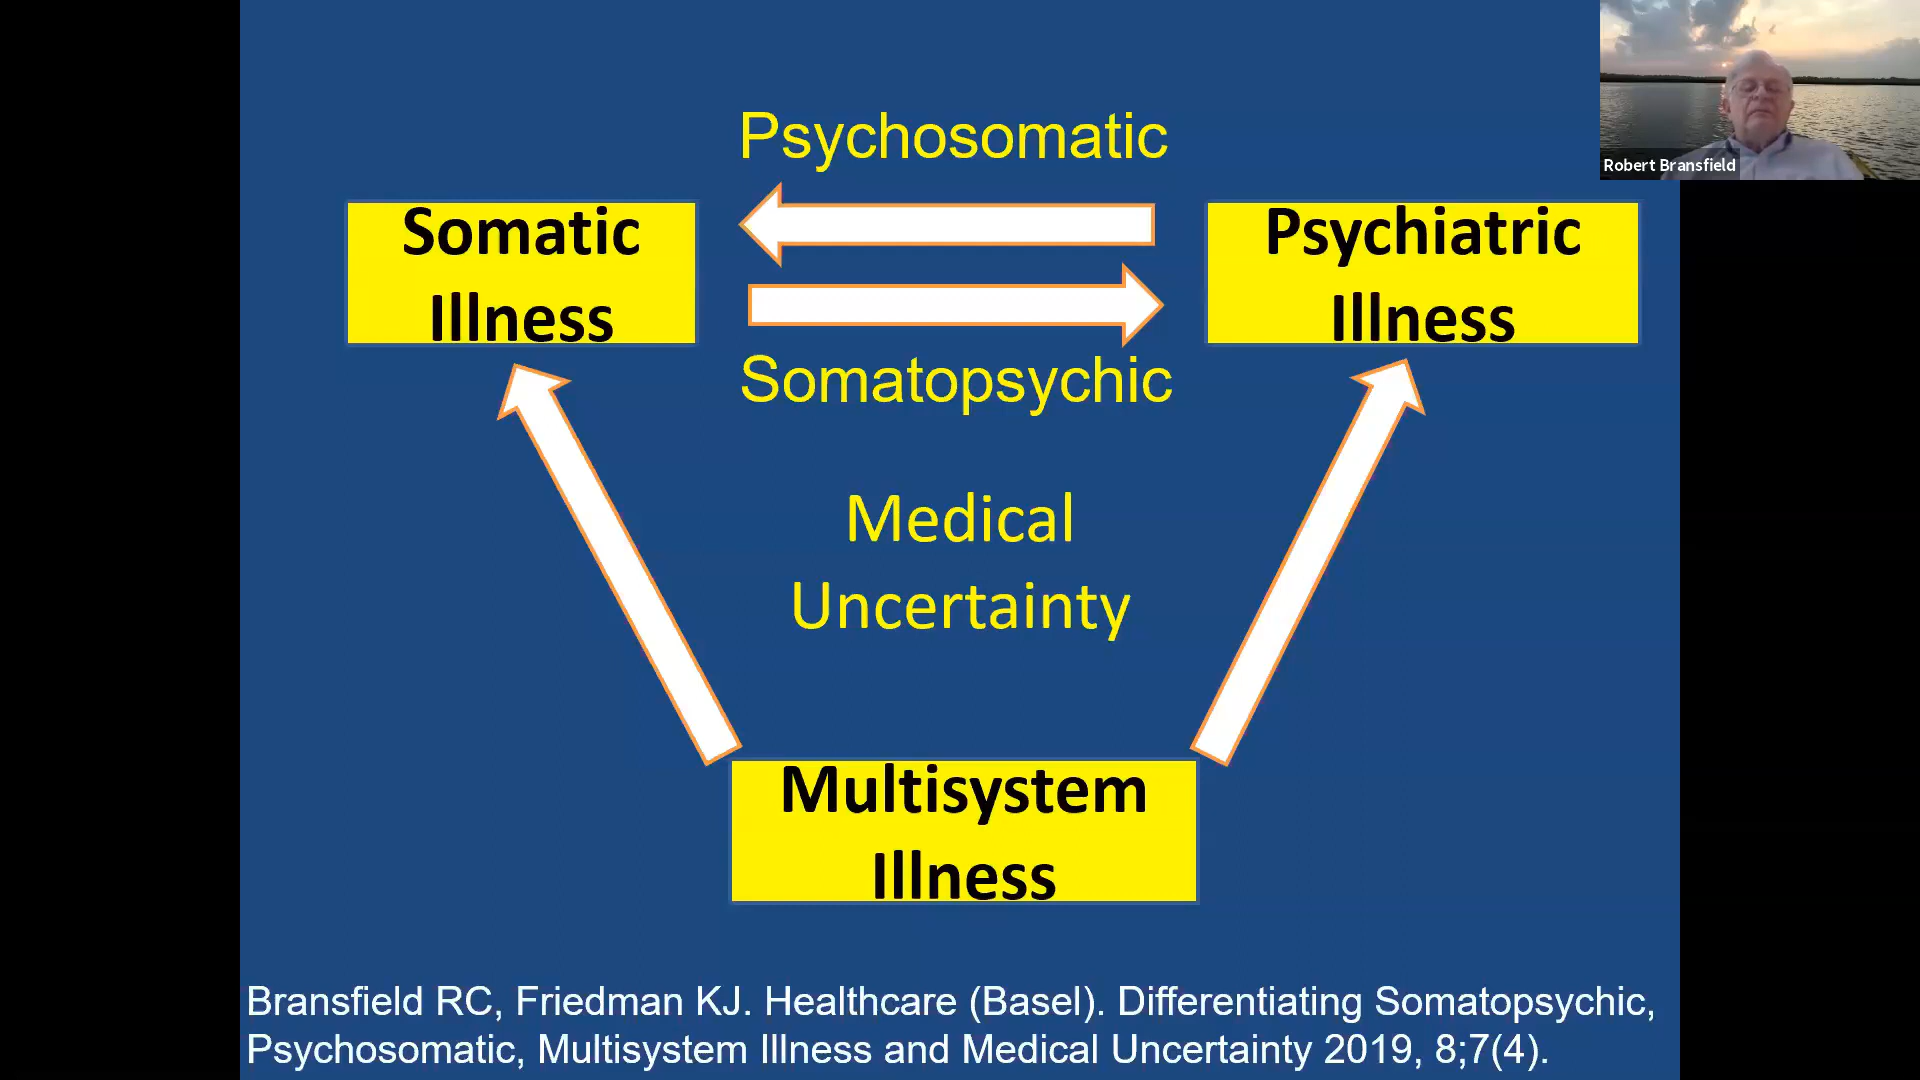 Psychosomatic
Somatic
Illness
Psychiatric
Illness
Somatopsychic
Medical
Uncertainty
Multisystem
Illness
Bransfield RC, Friedman KJ. Healthcare (Basel). Differentiating Somatopsychic,
Psychosomatic, Multisystem Illness and Medical Uncertainty 2019, 8;7(4).
Robert Bransfield